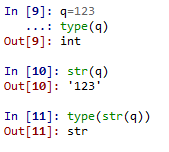 In [9]: q=123
   ...: type(q)
Out[9]: int
In [10]: str(q)
Out[10]: '123'
In [11]: type(str(q))
Out[11]: str